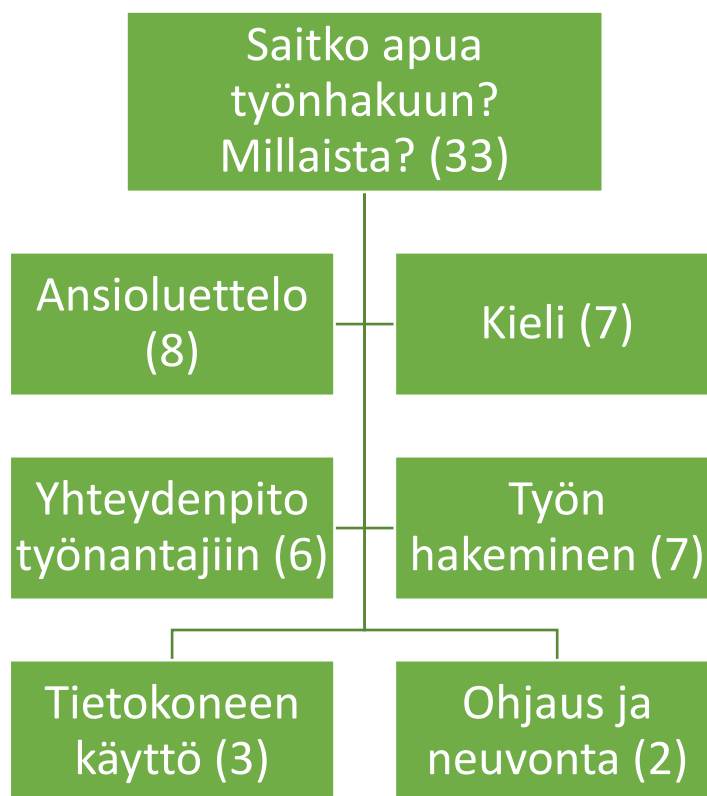 Saitko apua
työnhakuun?
Millaista? (33)
Ansioluettelo
(8)
Kieli (7)
Yhteydenpito
työnantajiin (6)
Työn
hakeminen (7)
Tietokoneen
käyttö (3)
Ohjaus ja
neuvonta (2)